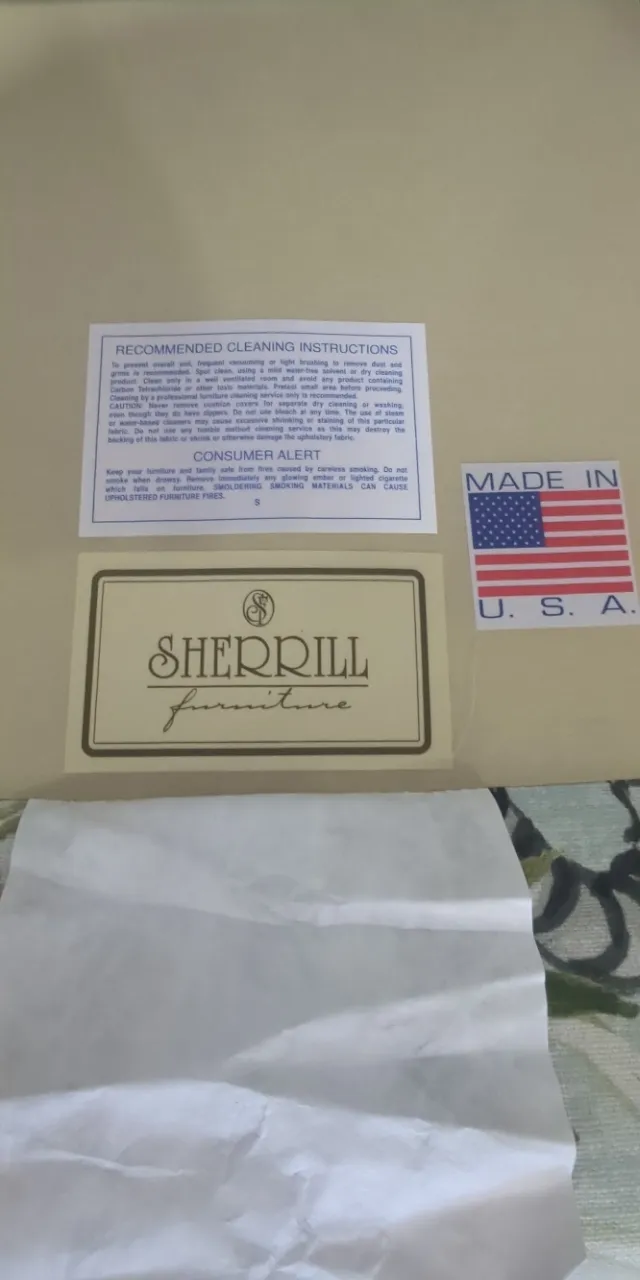 RECOMMENDED CLEANING INSTRUCTIONS
To prevent overall soil, frequent vacuuming or light brushing to remove dust and
grime is recommended. Spot clean, using a mild water-free solvent or dry cleaning
product. Clean only in a well ventilated room and avoid any product containing
Carbon Tetrachloride or other toxic materials. Pretest small area before proceeding.
Cleaning by a professional furniture cleaning service only is recommended.
CAUTION: Never remove cushion covers for separate dry cleaning or washing;
even though they do have zippers. Do not use bleach at any time. The use of steam
or water-based cleaners may cause excessive shrinking or staining of this particular
fabric. Do not use any tumble method cleaning service as this may destroy the
backing of this fabric or shrink or otherwise damage the upholstery fabric.
CONSUMER ALERT
Keep your furniture and family safe from fires caused by careless smoking. Do not
smoke when drowsy. Remove immediately any glowing ember or lighted cigarette
which falls on furniture. SMOLDERING SMOKING MATERIALS CAN CAUSE
UPHOLSTERED FURNITURE FIRES.
S
MADE IN
U. S. A.
SF
SHERRILL
furniture